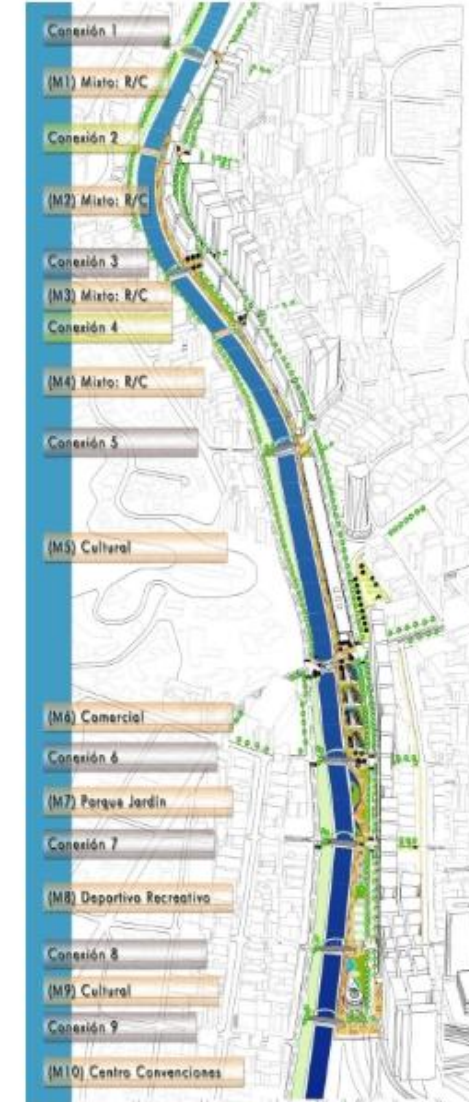 Conexión 1
(M1) Mixto: R/C
Conexión 2
(M2) Mixto: R/C
Conexión 3
(M3) Mixto: R/C
Conexión 4
(M4) Mixto: R/C
Conexión 5
(M5) Cultural
(M6) Comercial
Conexión 6
(M7) Parque Jardín
Conexión 7
(M8) Deportivo Recreativo
Conexión 8
(M9) Cultural
Conexión 9
(M10) Centro Convenciones